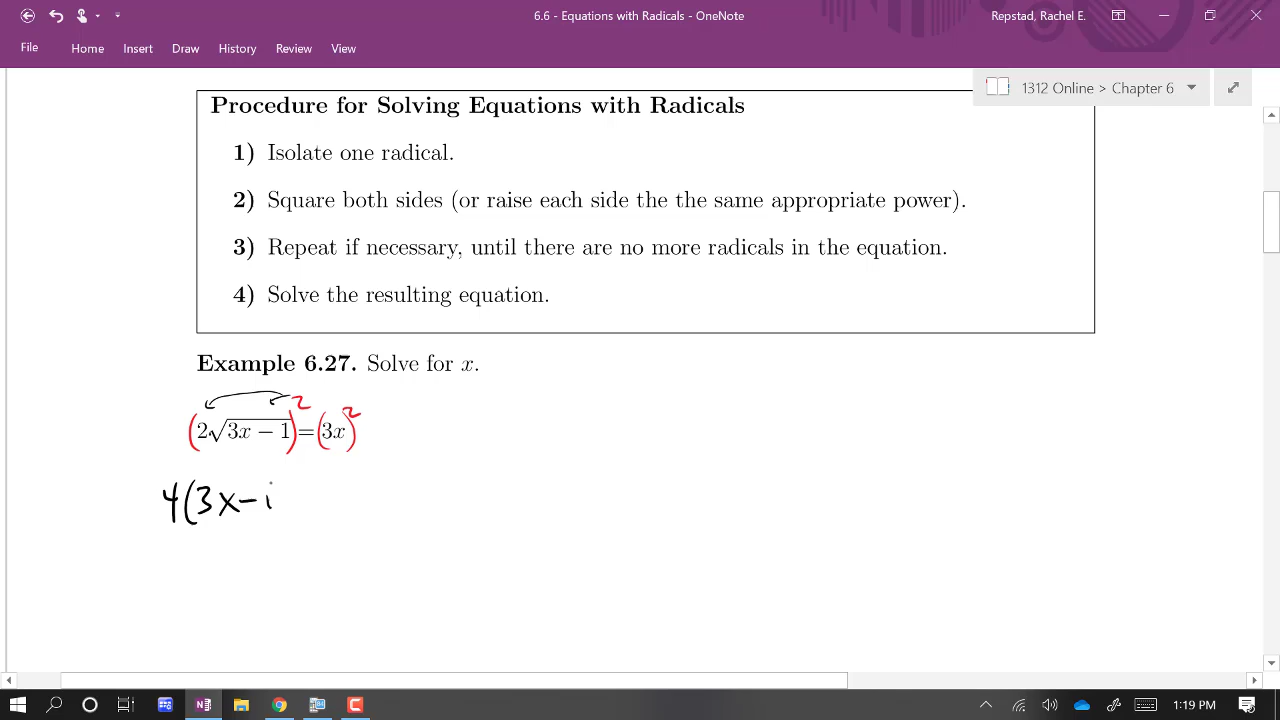 6.6 - Equations with Radicals - OneNote
Repstad, Rachel E.
File Home Insert Draw History Review View
1312 Online > Chapter 6
Procedure for Solving Equations with Radicals
1) Isolate one radical.
2) Square both sides (or raise each side the the same appropriate power).
3) Repeat if necessary, until there are no more radicals in the equation.
4) Solve the resulting equation.
Example 6.27. Solve for x.
(2√(3x − 1))² = (3x)²
4(3x−1
1:19 PM